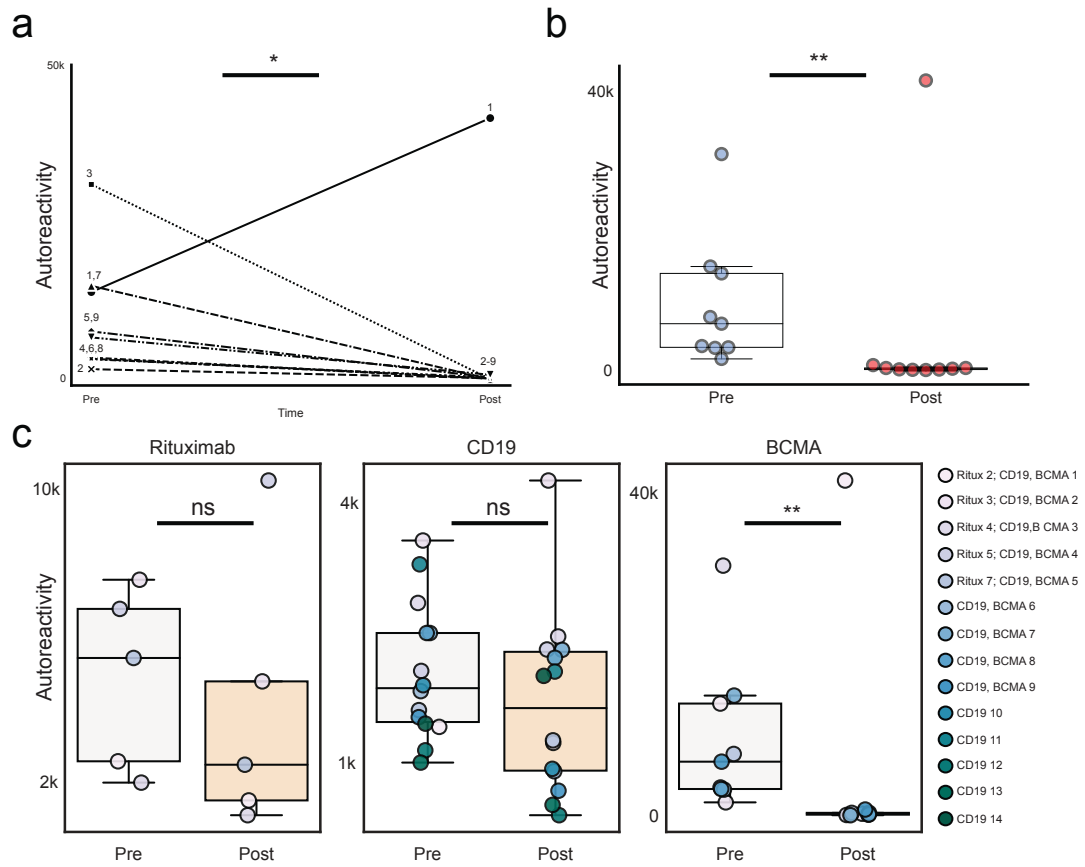 a
*
50k
Autoreactivity
3
1
1,7
5,9
4,6,8
2
2-9
0
Pre
Time
Post
b
**
40k
Autoreactivity
0
Pre
Post
c
Rituximab
10k
ns
Autoreactivity
2k
Pre
Post
CD19
4k
ns
1k
Pre
Post
BCMA
40k
**
0
Pre
Post
Ritux 2; CD19, BCMA 1
Ritux 3; CD19, BCMA 2
Ritux 4; CD19,B CMA 3
Ritux 5; CD19, BCMA 4
Ritux 7; CD19, BCMA 5
CD19, BCMA 6
CD19, BCMA 7
CD19, BCMA 8
CD19, BCMA 9
CD19 10
CD19 11
CD19 12
CD19 13
CD19 14